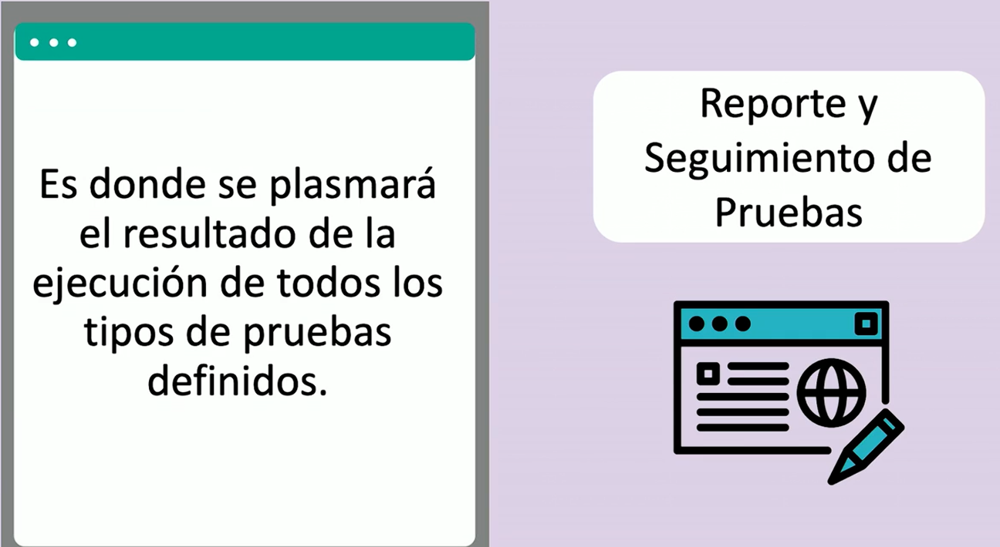 Es donde se plasmará
el resultado de la
ejecución de todos los
tipos de pruebas
definidos.
Reporte y
Seguimiento de
Pruebas